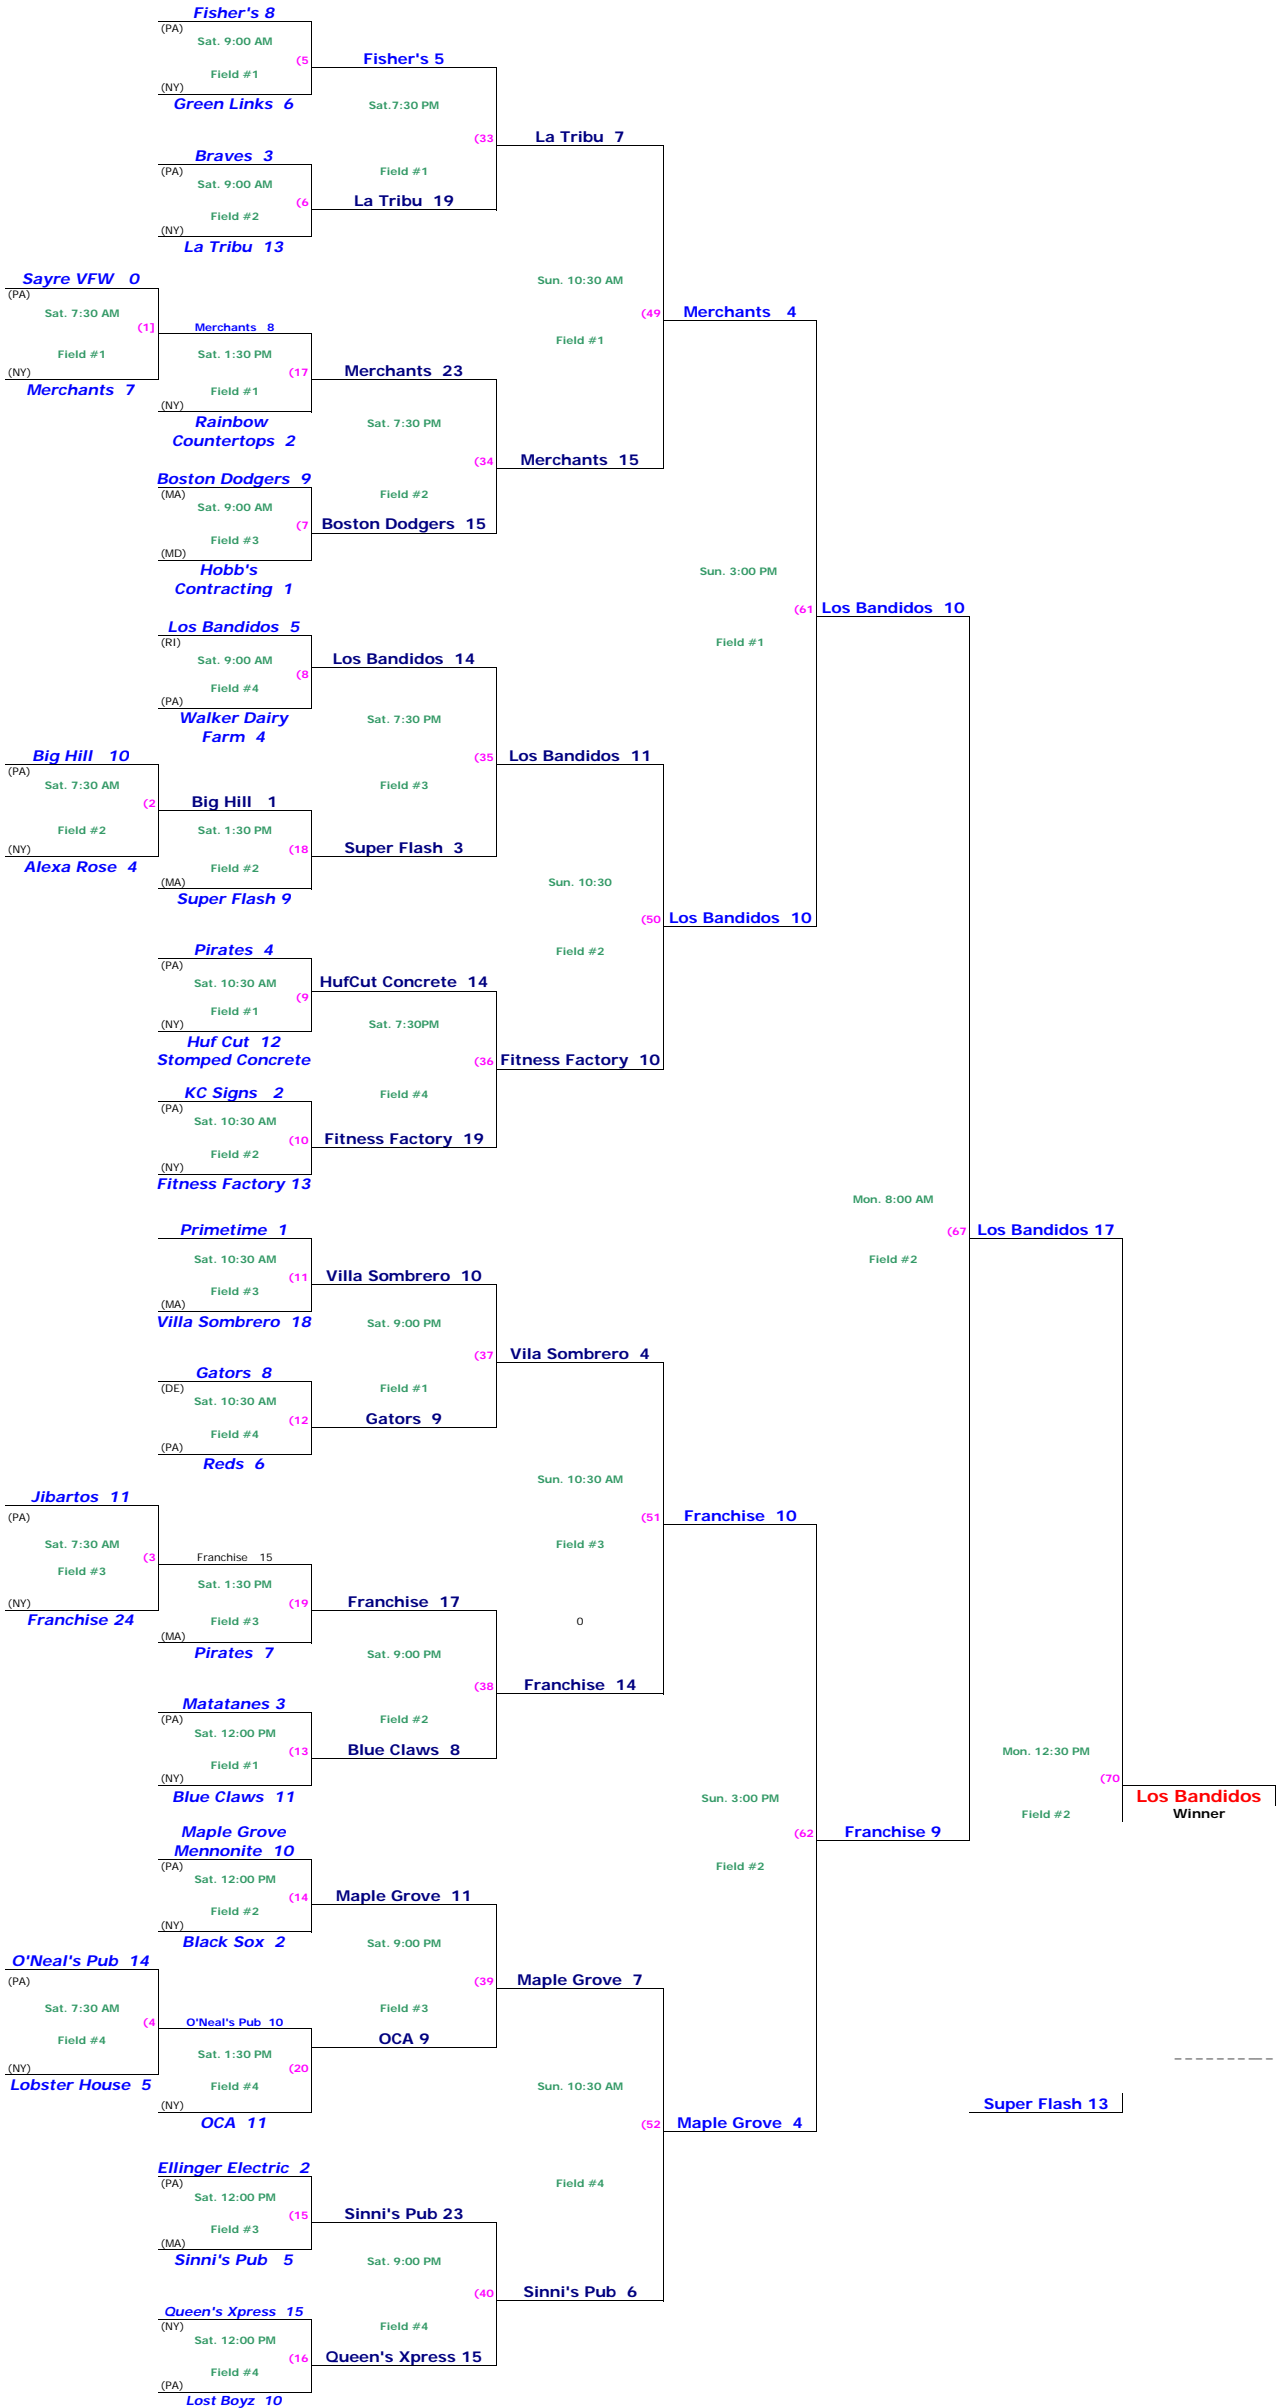 Fisher's 8
(PA)
Sat. 9:00 AM
(5
Fisher's 5
Field #1
(NY)
Green Links 6
Sat.7:30 PM
(33
La Tribu 7
Braves 3
(PA)
Field #1
Sat. 9:00 AM
(6
La Tribu 19
Field #2
(NY)
La Tribu 13
Sayre VFW 0
(PA)
Sun. 10:30 AM
Sat. 7:30 AM
(49
Merchants 4
(1]
Merchants 8
Field #1
Field #1
Sat. 1:30 PM
(NY)
(17
Merchants 23
Merchants 7
Field #1
(NY)
Rainbow
Countertops 2
Sat. 7:30 PM
(34
Merchants 15
Boston Dodgers 9
(MA)
Field #2
Sat. 9:00 AM
(7
Boston Dodgers 15
Field #3
(MD)
Hobb's
Contracting 1
Sun. 3:00 PM
(61
Los Bandidos 10
Los Bandidos 5
(RI)
Field #1
Sat. 9:00 AM
(8
Los Bandidos 14
Field #4
(PA)
Walker Dairy
Farm 4
Sat. 7:30 PM
Big Hill 10
(PA)
(35
Los Bandidos 11
Sat. 7:30 AM
Field #3
(2
Big Hill 1
Field #2
Sat. 1:30 PM
(NY)
(18
Super Flash 3
Alexa Rose 4
Field #2
(MA)
Super Flash 9
Sun. 10:30
(50
Los Bandidos 10
Pirates 4
(PA)
Field #2
Sat. 10:30 AM
(9
HufCut Concrete 14
Field #1
(NY)
Huf Cut 12
Stomped Concrete
Sat. 7:30PM
(36
Fitness Factory 10
KC Signs 2
(PA)
Field #4
Sat. 10:30 AM
(10
Fitness Factory 19
Field #2
(NY)
Fitness Factory 13
Mon. 8:00 AM
(67
Los Bandidos 17
Primetime 1
Field #2
Sat. 10:30 AM
(11
Villa Sombrero 10
Field #3
(MA)
Villa Sombrero 18
Sat. 9:00 PM
(37
Vila Sombrero 4
Gators 8
(DE)
Field #1
Sat. 10:30 AM
(12
Gators 9
Field #4
(PA)
Reds 6
Sun. 10:30 AM
Jibartos 11
(PA)
(51
Franchise 10
Sat. 7:30 AM
Field #3
(3
Franchise 15
Field #3
Sat. 1:30 PM
(NY)
(19
Franchise 17
Franchise 24
Field #3
0
(MA)
Pirates 7
Sat. 9:00 PM
(38
Franchise 14
Matatanes 3
(PA)
Field #2
Sat. 12:00 PM
(13
Blue Claws 8
Mon. 12:30 PM
Field #1
(70
(NY)
Blue Claws 11
Los Bandidos
Sun. 3:00 PM
Field #2
Winner
Maple Grove
Mennonite 10
(62
Franchise 9
(PA)
Field #2
Sat. 12:00 PM
(14
Maple Grove 11
Field #2
(NY)
Black Sox 2
Sat. 9:00 PM
O'Neal's Pub 14
(PA)
(39
Maple Grove 7
Sat. 7:30 AM
Field #3
(4
O'Neal's Pub 10
Field #4
OCA 9
Sat. 1:30 PM
(20
(NY)
Lobster House 5
Field #4
Sun. 10:30 AM
(NY)
OCA 11
Super Flash 13
(52
Maple Grove 4
Ellinger Electric 2
(PA)
Field #4
Sat. 12:00 PM
(15
Sinni's Pub 23
Field #3
(MA)
Sinni's Pub 5
Sat. 9:00 PM
(40
Sinni's Pub 6
Queen's Xpress 15
(NY)
Field #4
Sat. 12:00 PM
(16
Queen's Xpress 15
Field #4
(PA)
Lost Boyz 10